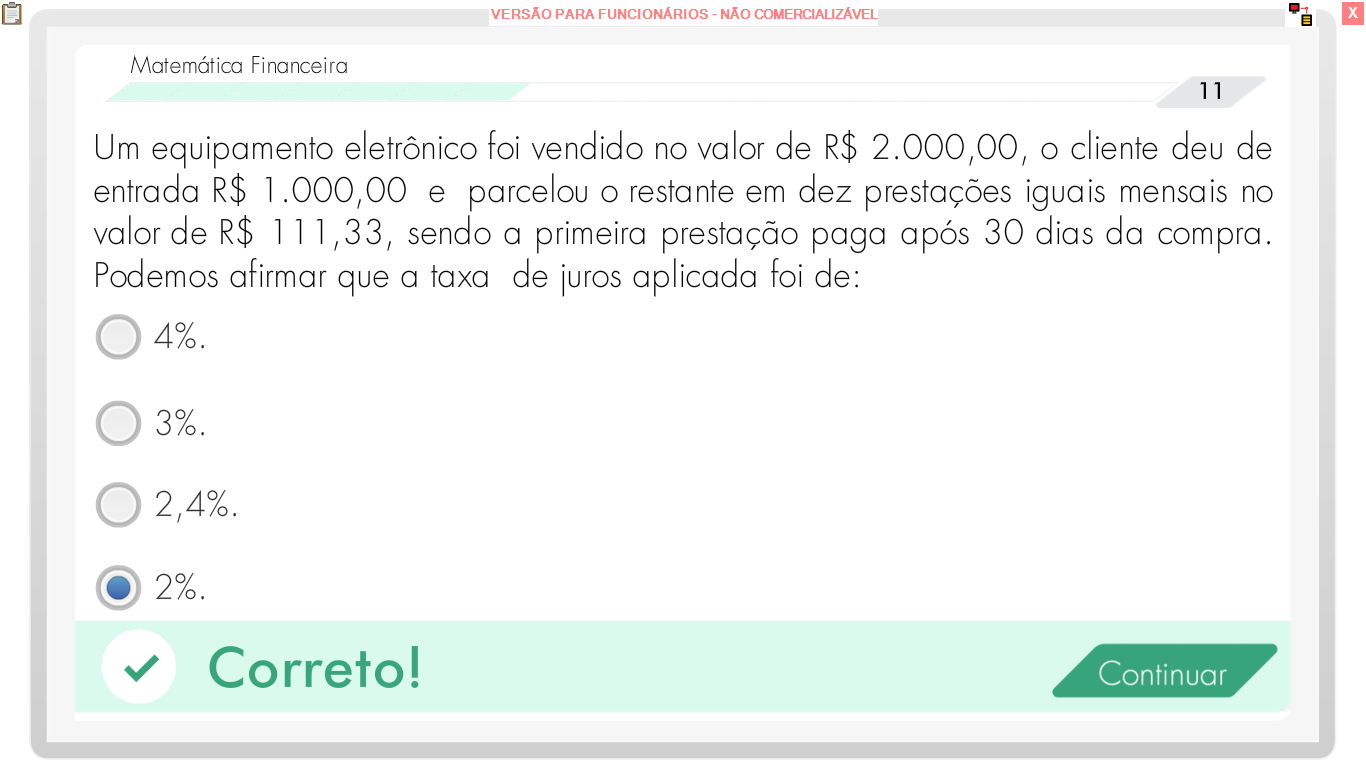 VERSÃO PARA FUNCIONÁRIOS - NÃO COMERCIALIZÁVEL
X
Matemática Financeira
11
Um equipamento eletrônico foi vendido no valor de R$ 2.000,00, o cliente deu de
entrada R$ 1.000,00 e parcelou o restante em dez prestações iguais mensais no
valor de R$ 111,33, sendo a primeira prestação paga após 30 dias da compra.
Podemos afirmar que a taxa de juros aplicada foi de:
4%.
3%.
2,4%.
2%.
Correto!
Continuar